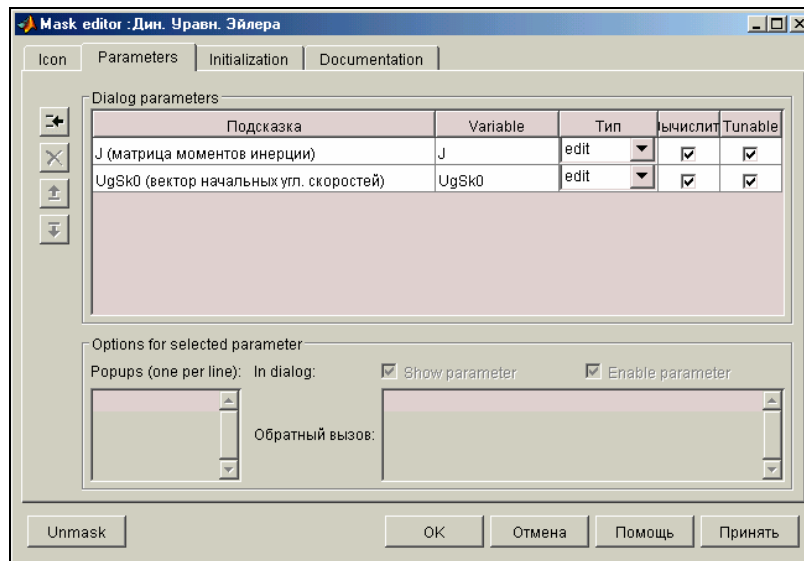 Mask editor :Дин. Уравн. Эйлера
Icon Parameters Initialization Documentation
Dialog parameters
Подсказка Variable Тип Вычислит Tunable
J (матрица моментов инерции) J edit
UgSk0 (вектор начальных угл. скоростей) UgSk0 edit
Options for selected parameter
Popups (one per line): In dialog: Show parameter Enable parameter
Обратный вызов:
Unmask OK Отмена Помощь Принять